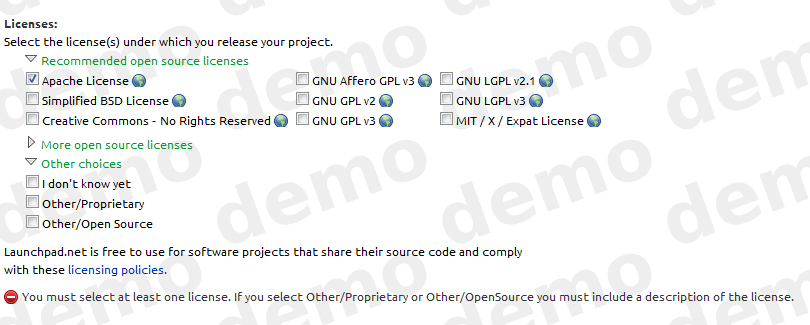 Licenses:
Select the license(s) under which you release your project.
Recommended open source licenses
Apache License GNU Affero GPL v3 GNU LGPL v2.1
Simplified BSD License GNU GPL v2 GNU LGPL v3
Creative Commons - No Rights Reserved GNU GPL v3 MIT / X / Expat License
More open source licenses
Other choices
I don't know yet
Other/Proprietary
Other/Open Source
Launchpad.net is free to use for software projects that share their source code and comply
with these licensing policies.
You must select at least one license. If you select Other/Proprietary or Other/OpenSource you must include a description of the license.
demo demo demo demo
demo demo demo demo
demo demo demo demo